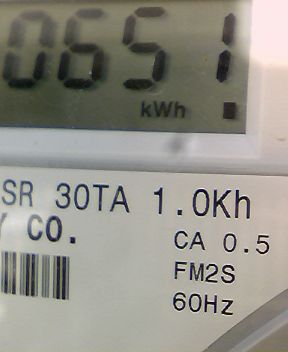 0651
kWh
SR 30TA 1.0Kh
Y CO.
CA 0.5
FM2S
60Hz